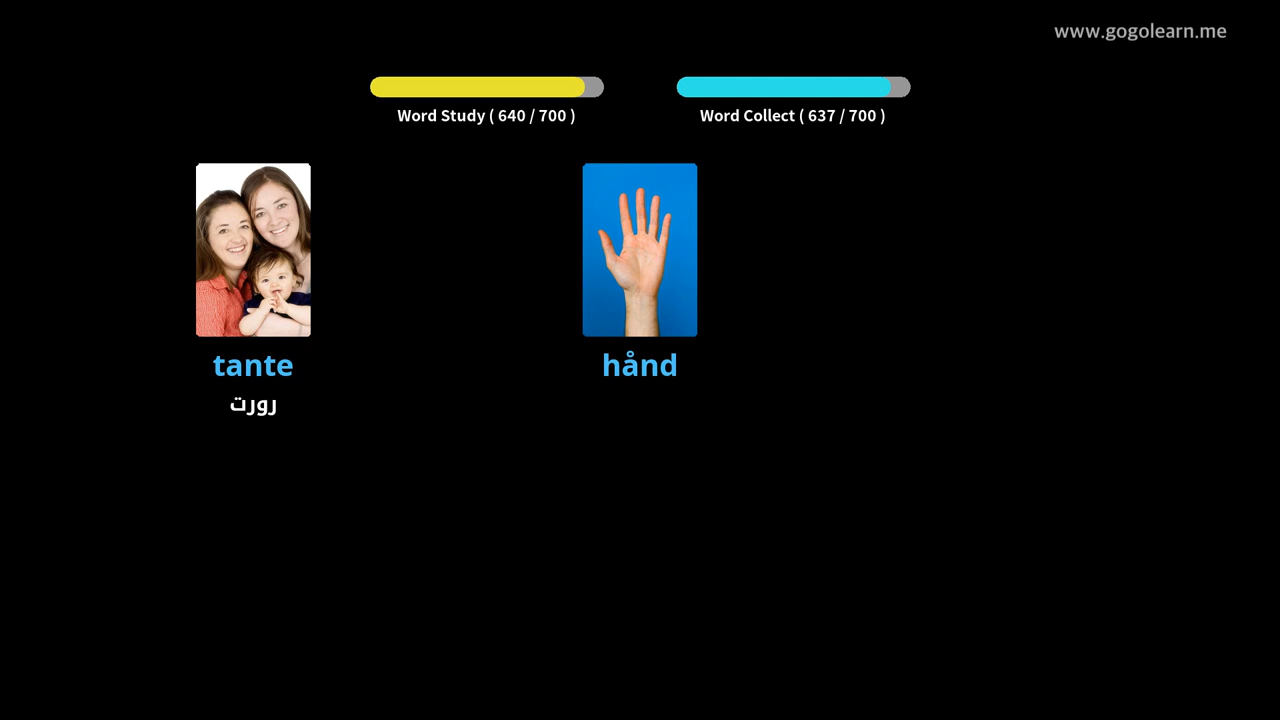 www.gogolearn.me
Word Study ( 640 / 700 )
Word Collect ( 637 / 700 )
tante
رورت
hånd